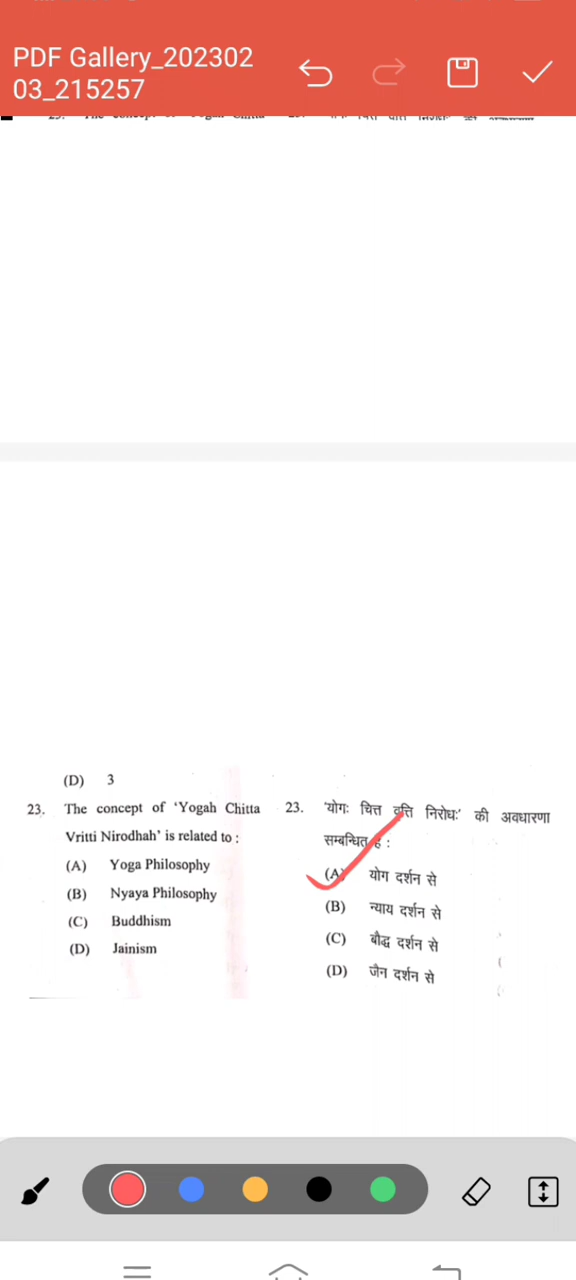 PDF Gallery_202302
03_215257
(D) 3
23. The concept of ‘Yogah Chitta
Vritti Nirodhah’ is related to :
(A) Yoga Philosophy
(B) Nyaya Philosophy
(C) Buddhism
(D) Jainism
23. ‘योगः चित्त वृत्ति निरोधः’ की अवधारणा
सम्बन्धित है :
(A) योग दर्शन से
(B) न्याय दर्शन से
(C) बौद्ध दर्शन से
(D) जैन दर्शन से